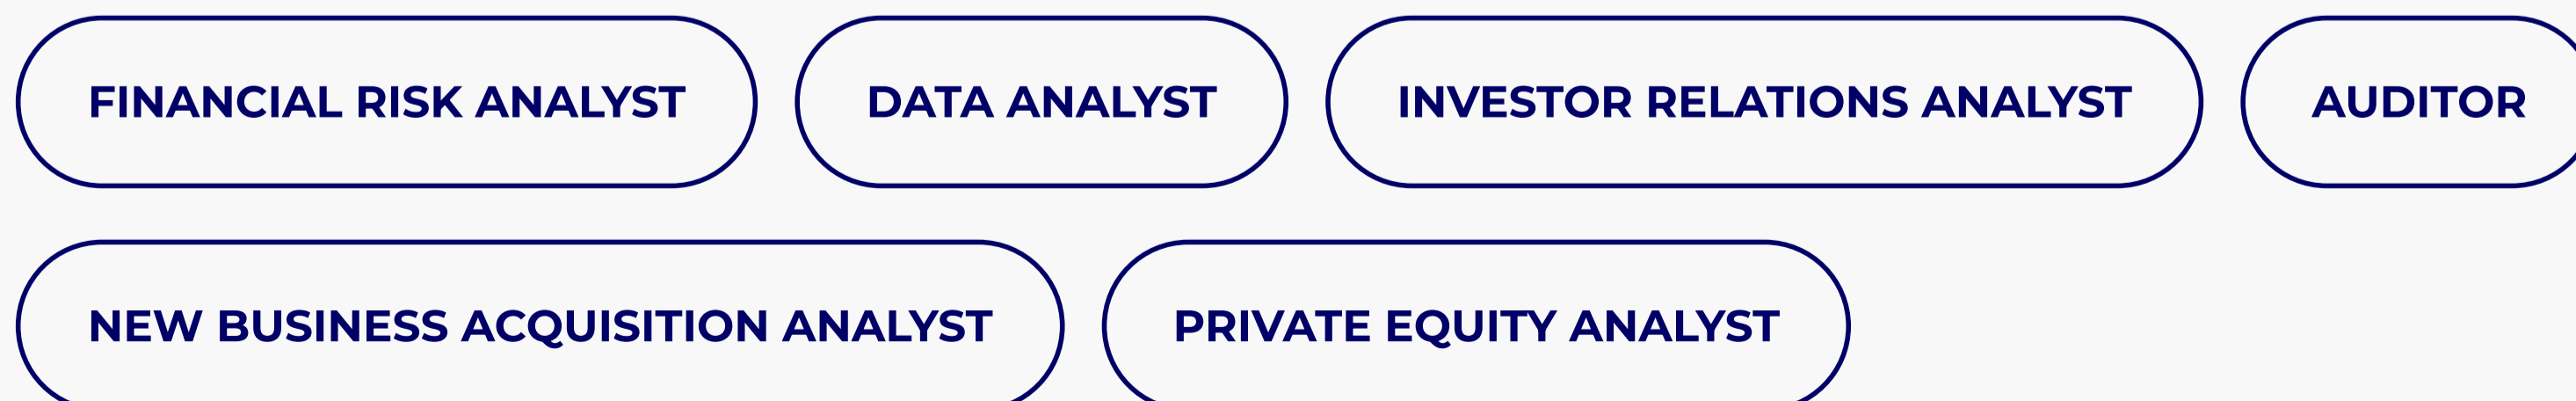 FINANCIAL RISK ANALYST
DATA ANALYST
INVESTOR RELATIONS ANALYST
AUDITOR
NEW BUSINESS ACQUISITION ANALYST
PRIVATE EQUITY ANALYST